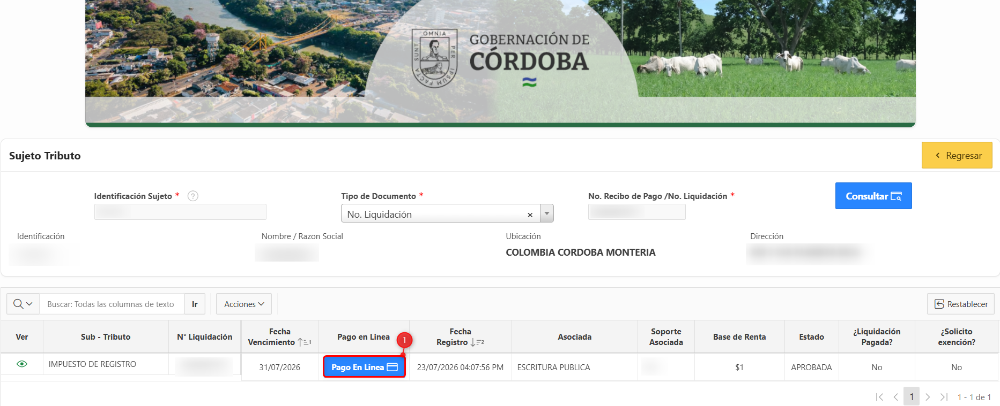 OMNIA
SUNT
PER
IPSUM FACTA
GOBERNACIÓN DE
CÓRDOBA
Sujeto Tributo
Regresar
Identificación Sujeto * ?
Tipo de Documento *
No. Recibo de Pago /No. Liquidación *
Consultar
No. Liquidación ×
Identificación
Nombre / Razon Social
Ubicación
Dirección
COLOMBIA CORDOBA MONTERIA
Buscar: Todas las columnas de texto
Ir
Acciones
Restablecer
Ver
Sub - Tributo
N° Liquidación
Fecha
Vencimiento 1
Pago en Linea
1
Fecha
Registro 2
Asociada
Soporte
Asociada
Base de Renta
Estado
¿Liquidación
Pagada?
¿Solicito
exención?
IMPUESTO DE REGISTRO
31/07/2026
Pago En Linea
23/07/2026 04:07:56 PM
ESCRITURA PUBLICA
$1
APROBADA
No
No
1
1 - 1 de 1